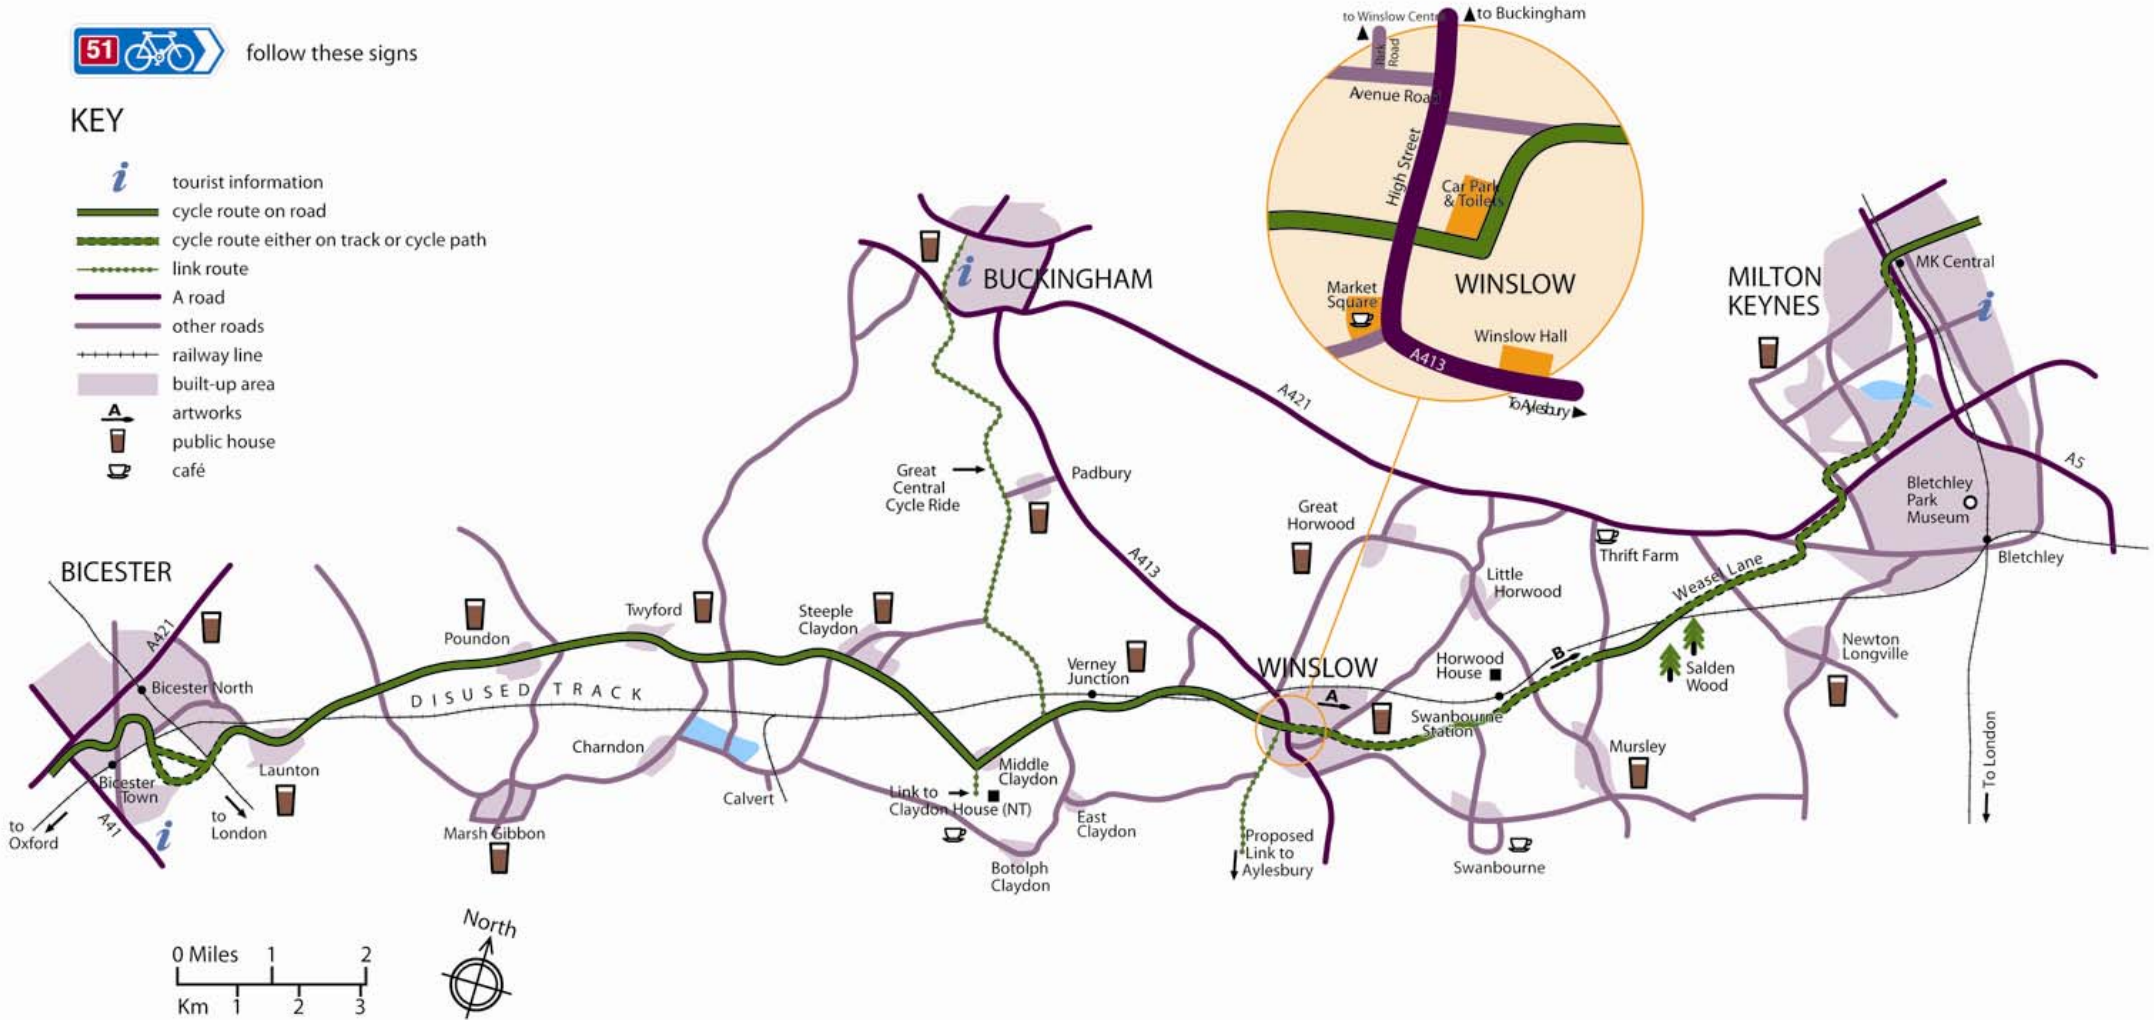 51
follow these signs
KEY
tourist information
cycle route on road
cycle route either on track or cycle path
link route
A road
other roads
railway line
built-up area
A
artworks
public house
café
to Winslow Centre
to Buckingham
Park
Road
Avenue Road
High Street
Car Park
& Toilets
WINSLOW
Market
Square
Winslow Hall
A413
To Aylesbury
BUCKINGHAM
MILTON
KEYNES
MK Central
A421
Great
Central
Cycle Ride
Padbury
A413
Great
Horwood
Thrift Farm
Little
Horwood
Weasel Lane
Bletchley
Park
Museum
A5
Bletchley
BICESTER
A421
Bicester North
Poundon
Twyford
Steeple
Claydon
DISUSED TRACK
Verney
Junction
WINSLOW
A
Horwood
House
B
Swanbourne
Station
Salden
Wood
Newton
Longville
Mursley
To London
Launton
Bicester
Town
A41
to
Oxford
to
London
Charndon
Marsh Gibbon
Calvert
Middle
Claydon
Link to
Claydon House (NT)
East
Claydon
Botolph
Claydon
Proposed
Link to
Aylesbury
Swanbourne
North
0 Miles 1 2
Km 1 2 3